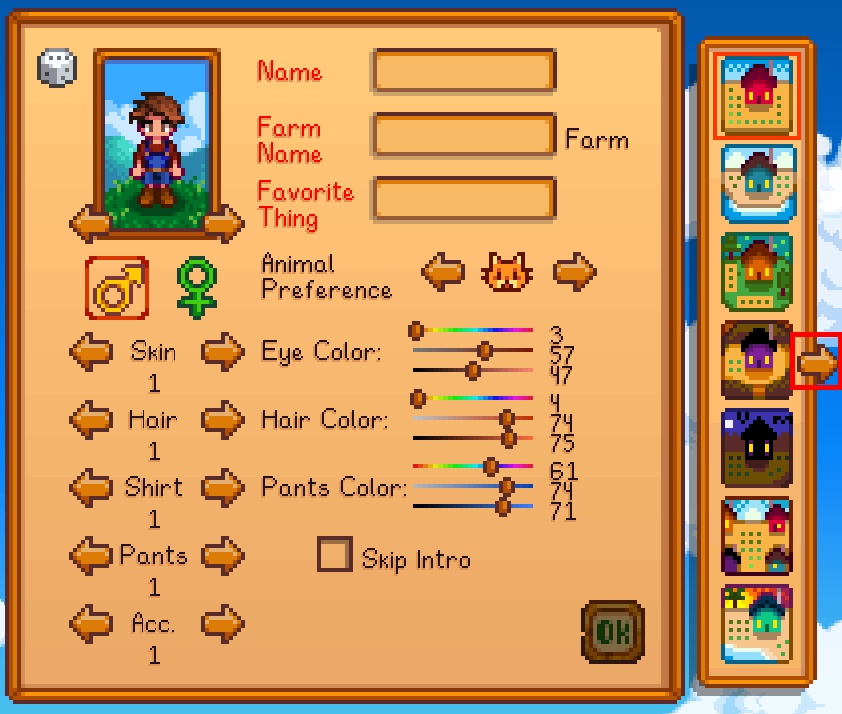 Name
Farm
Name
Farm
Favorite
Thing
Animal
Preference
Skin
1
Eye Color:
3
57
47
Hair
1
Hair Color:
4
74
75
Shirt
1
Pants Color:
61
74
71
Pants
1
Skip Intro
Acc.
1
OK